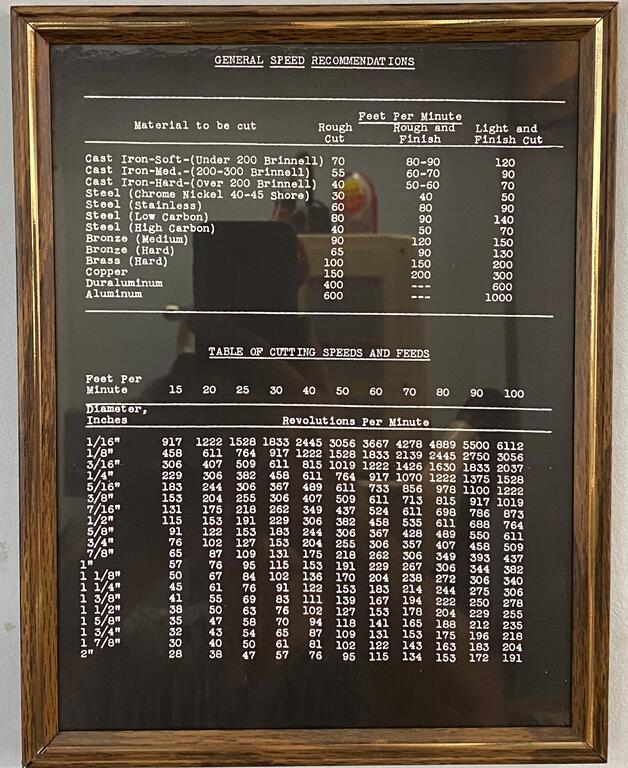 GENERAL SPEED RECOMMENDATIONS
Feet Per Minute
Material to be cut Rough Rough and Light and
Cut Finish Finish Cut
Cast Iron-Soft-(Under 200 Brinnell) 70 80-90 120
Cast Iron-Med.-(200-300 Brinnell) 55 60-70 90
Cast Iron-Hard-(Over 200 Brinnell) 40 50-60 70
Steel (Chrome Nickel 40-45 Shore) 30 40 50
Steel (Stainless) 60 80 90
Steel (Low Carbon) 80 90 140
Steel (High Carbon) 40 50 70
Bronze (Medium) 90 120 150
Bronze (Hard) 65 90 130
Brass (Hard) 100 150 200
Copper 150 200 300
Duraluminum 400 --- 600
Aluminum 600 --- 1000
TABLE OF CUTTING SPEEDS AND FEEDS
Feet Per
Minute 15 20 25 30 40 50 60 70 80 90 100
Diameter,
Inches Revolutions Per Minute
1/16" 917 1222 1528 1833 2445 3056 3667 4278 4889 5500 6112
1/8" 458 611 764 917 1222 1528 1833 2139 2445 2750 3056
3/16" 306 407 509 611 815 1019 1222 1426 1630 1833 2037
1/4" 229 306 382 458 611 764 917 1070 1222 1375 1528
5/16" 183 244 306 367 489 611 733 856 978 1100 1222
3/8" 153 204 255 306 407 509 611 713 815 917 1019
7/16" 131 175 218 262 349 437 524 611 698 786 873
1/2" 115 153 191 229 306 382 458 535 611 688 764
5/8" 91 122 153 183 244 306 367 428 489 550 611
3/4" 76 102 127 153 204 255 306 357 407 458 509
7/8" 65 87 109 131 175 218 262 306 349 393 437
1" 57 76 95 115 153 191 229 267 306 344 382
1 1/8" 50 67 84 102 136 170 204 238 272 306 340
1 1/4" 45 61 76 91 122 153 183 214 244 275 306
1 3/8" 41 55 69 83 111 139 167 194 222 250 278
1 1/2" 38 50 63 76 102 127 153 178 204 229 255
1 5/8" 35 47 58 70 94 118 141 165 188 212 235
1 3/4" 32 43 54 65 87 109 131 153 175 196 218
1 7/8" 30 40 50 61 81 102 122 143 163 183 204
2" 28 38 47 57 76 95 115 134 153 172 191